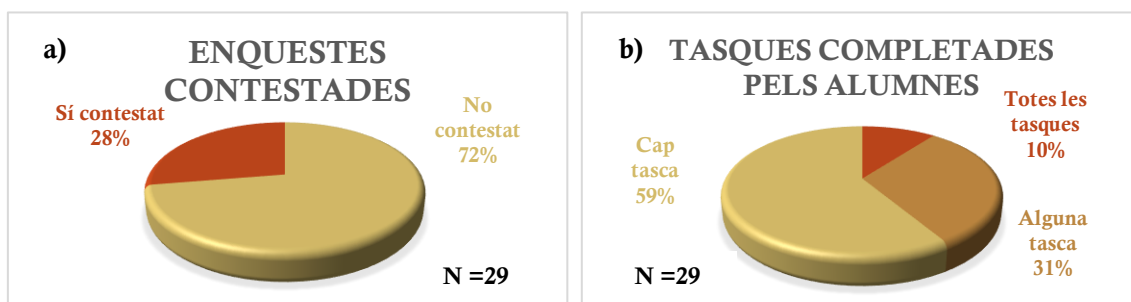 a)
ENQUESTES
CONTESTADES
Sí contestat
28%
No
contestat
72%
N =29
b)
TASQUES COMPLETADES
PELS ALUMNES
Totes les
tasques
10%
Cap
tasca
59%
Alguna
tasca
31%
N =29